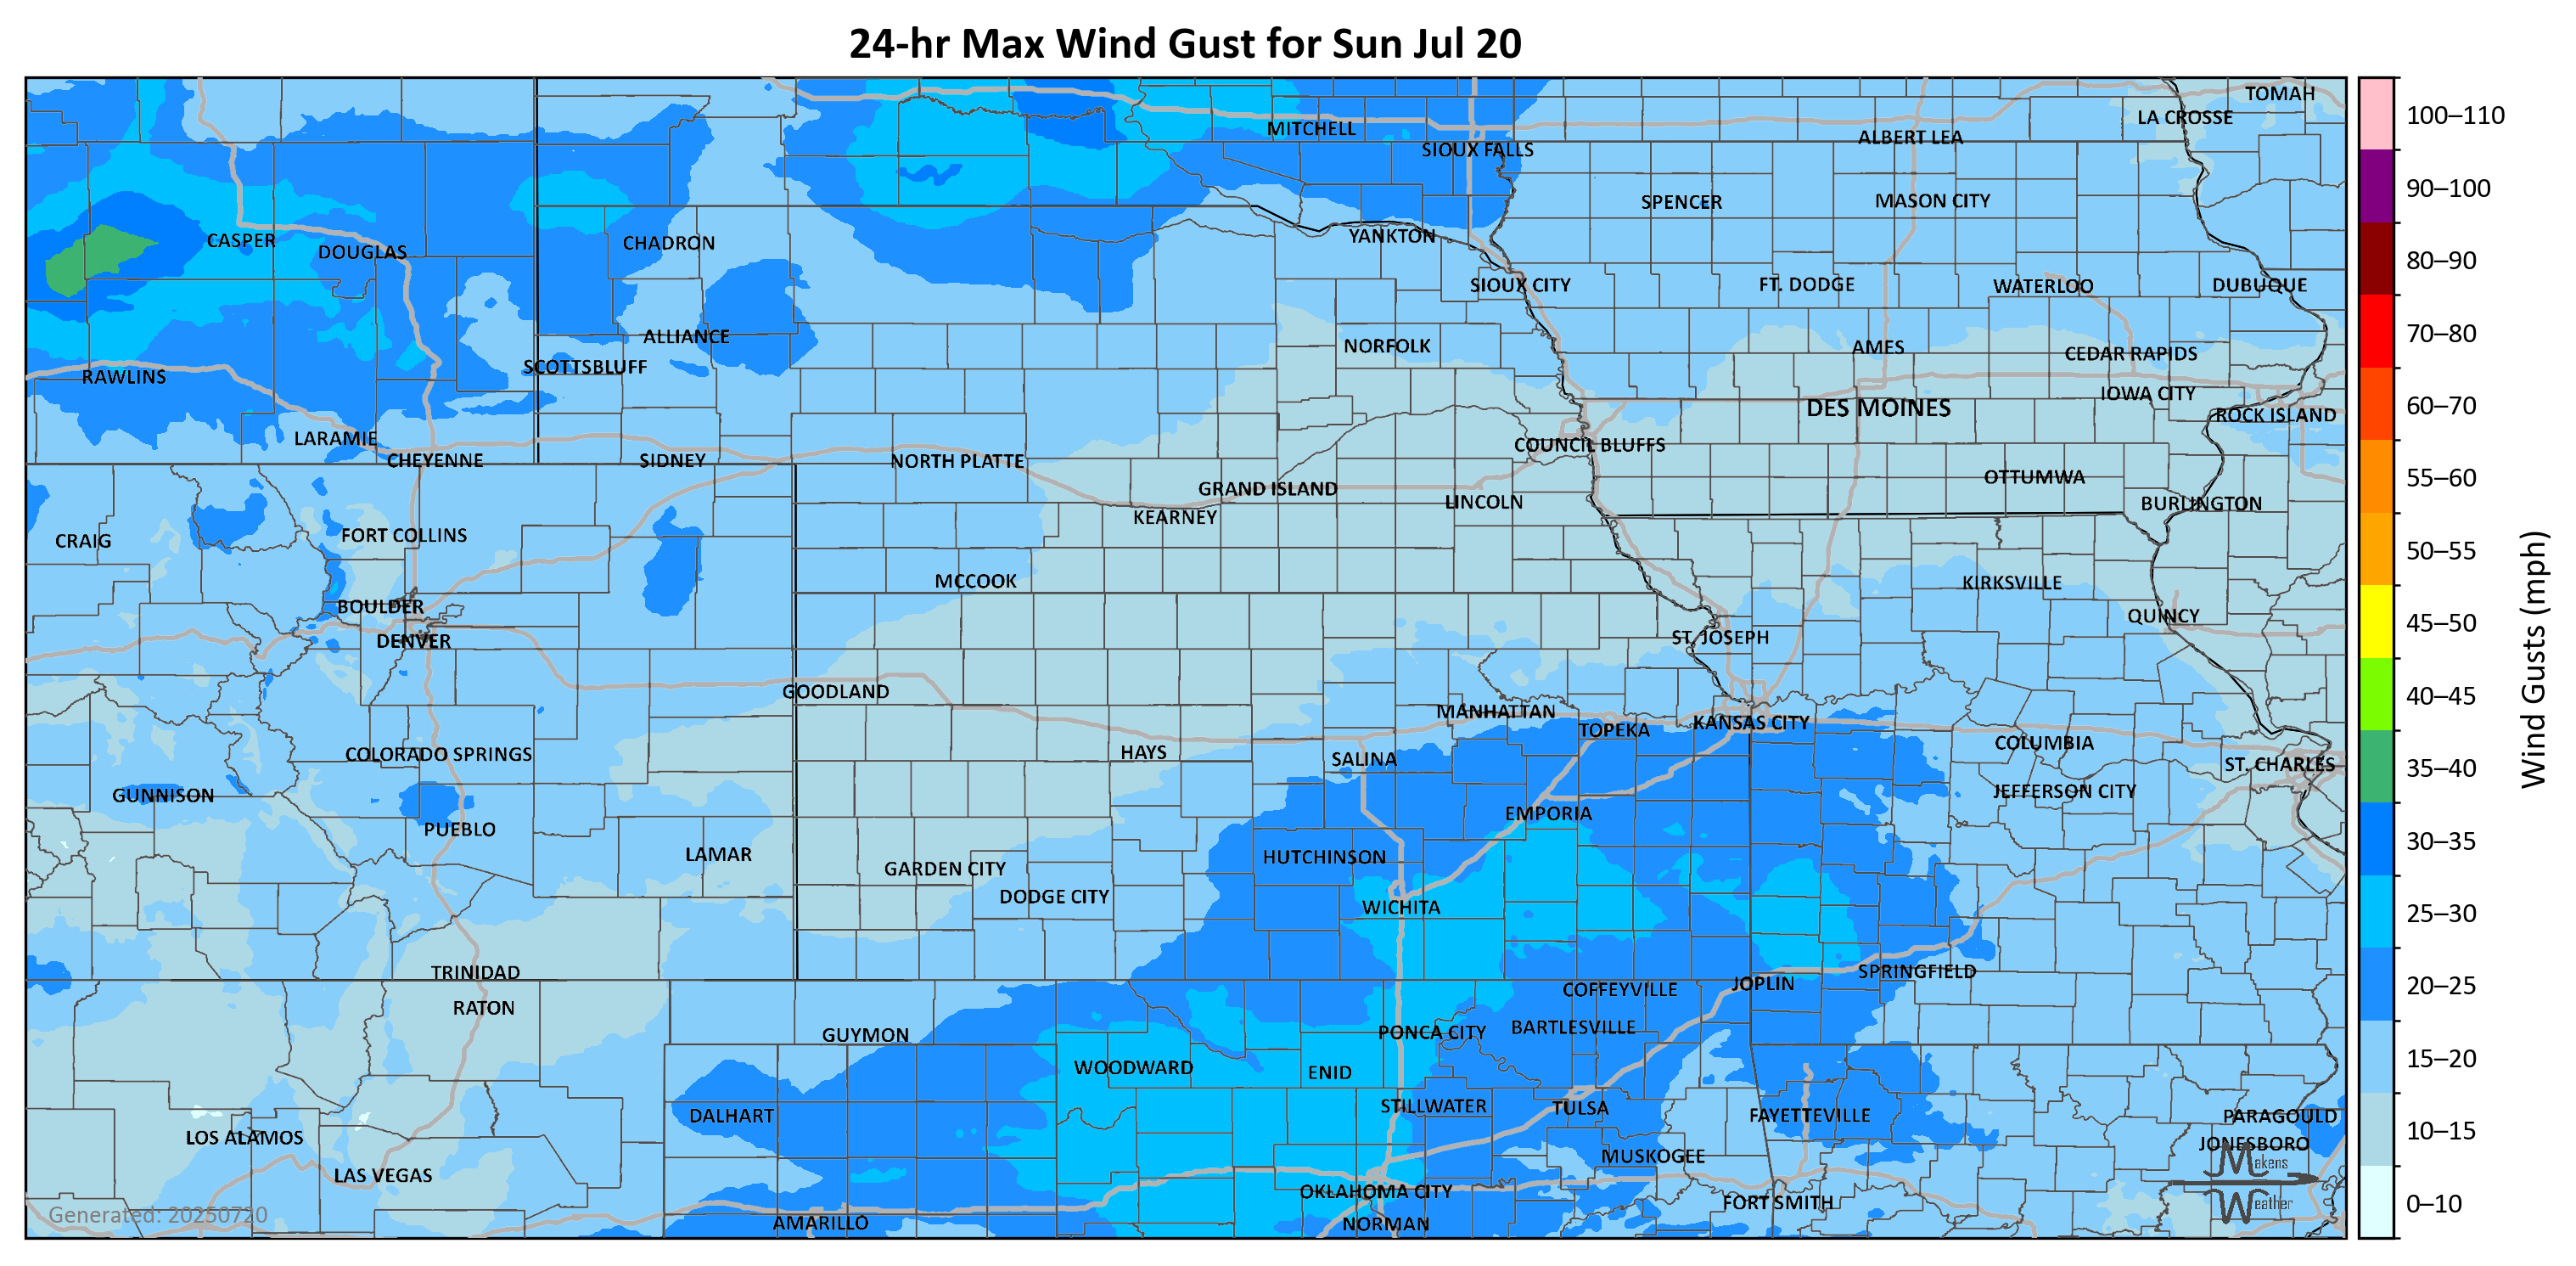 24-hr Max Wind Gust for Sun Jul 20
TOMAH
LA CROSSE
MITCHELL
ALBERT LEA
SIOUX FALLS
SPENCER
MASON CITY
CASPER
DOUGLAS
CHADRON
YANKTON
SIOUX CITY
FT. DODGE
WATERLOO
DUBUQUE
ALLIANCE
NORFOLK
AMES
CEDAR RAPIDS
SCOTTSBLUFF
RAWLINS
IOWA CITY
DES MOINES
ROCK ISLAND
LARAMIE
COUNCIL BLUFFS
CHEYENNE
SIDNEY
NORTH PLATTE
OTTUMWA
GRAND ISLAND
LINCOLN
BURLINGTON
KEARNEY
CRAIG
FORT COLLINS
MCCOOK
KIRKSVILLE
BOULDER
QUINCY
DENVER
ST. JOSEPH
GOODLAND
MANHATTAN
TOPEKA
KANSAS CITY
COLUMBIA
COLORADO SPRINGS
HAYS
SALINA
ST. CHARLES
GUNNISON
JEFFERSON CITY
EMPORIA
PUEBLO
LAMAR
HUTCHINSON
GARDEN CITY
DODGE CITY
WICHITA
TRINIDAD
SPRINGFIELD
JOPLIN
COFFEYVILLE
RATON
GUYMON
PONCA CITY
BARTLESVILLE
WOODWARD
ENID
STILLWATER
TULSA
DALHART
FAYETTEVILLE
PARAGOULD
LOS ALAMOS
JONESBORO
MUSKOGEE
LAS VEGAS
OKLAHOMA CITY
FORT SMITH
AMARILLO
NORMAN
Makens
Weather
Generated: 20250720
100–110
90–100
80–90
70–80
60–70
55–60
50–55
45–50
40–45
35–40
30–35
25–30
20–25
15–20
10–15
0–10
Wind Gusts (mph)